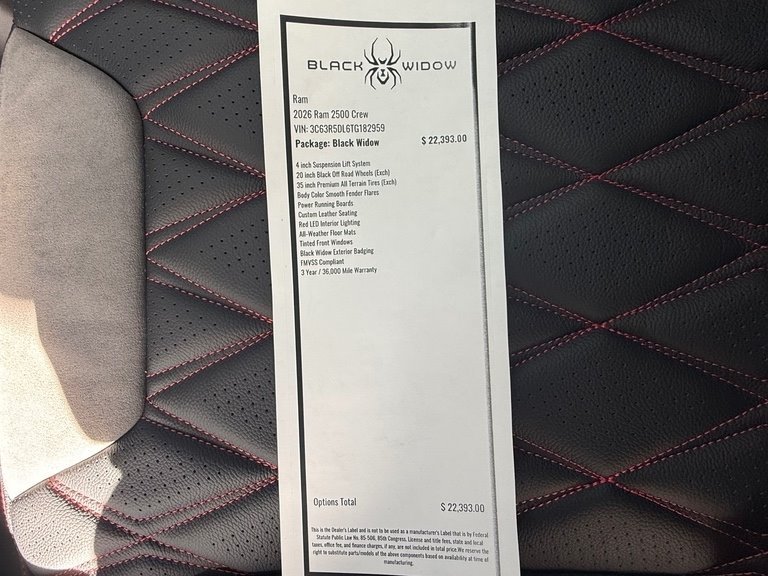 BLACK WIDOW
Ram
2026 Ram 2500 Crew
VIN: 3C63R5DL6TG182959
Package: Black Widow $ 22,393.00
4 inch Suspension Lift System
20 inch Black Off Road Wheels (Exch)
35 inch Premium All Terrain Tires (Exch)
Body Color Smooth Fender Flares
Power Running Boards
Custom Leather Seating
Red LED Interior Lighting
All-Weather Floor Mats
Tinted Front Windows
Black Widow Exterior Badging
FMVSS Compliant
3 Year / 36,000 Mile Warranty
Options Total $ 22,393.00
This is the Dealer's Label and is not to be used as a manufacturer's Label that is by Federal
Statute Public Law No. 85 506, 85th Congress. License and title fees, state and local
taxes, office fee, and finance charges, if any, are not included in total price.We reserve the
right to substitute parts/models of the above components based on availability at time of
manufacturing.